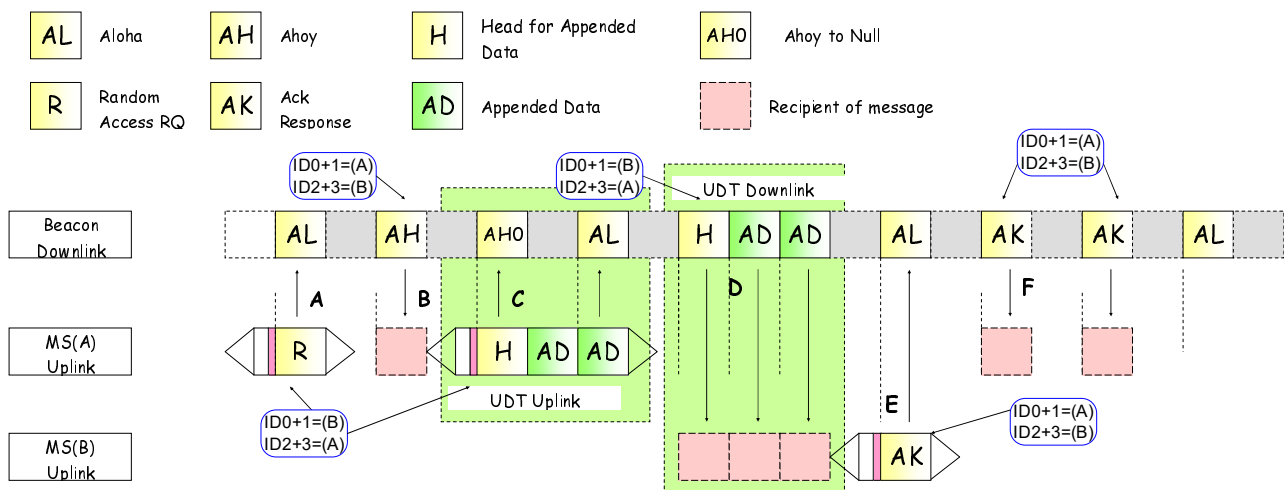 AL
Aloha
AH
Ahoy
H
Head for Appended
Data
AHO
Ahoy to Null
R
Random
Access RQ
AK
Ack
Response
AD
Appended Data
Recipient of message
ID0+1=(A)
ID2+3=(B)
ID0+1=(B)
ID2+3=(A)
UDT Downlink
ID0+1=(A)
ID2+3=(B)
Beacon
Downlink
AL
AH
AHO
AL
H
AD
AD
AL
AK
AK
AL
A
B
C
D
F
MS(A)
Uplink
R
H
AD
AD
UDT Uplink
E
ID0+1=(B)
ID2+3=(A)
ID0+1=(A)
ID2+3=(B)
MS(B)
Uplink
AK